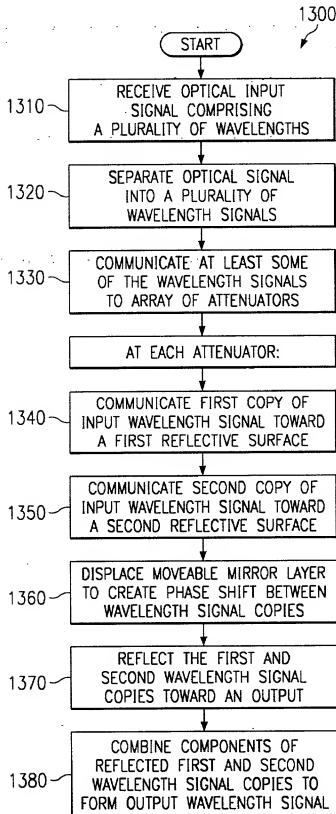 1300
START
1310
RECEIVE OPTICAL INPUT
SIGNAL COMPRISING
A PLURALITY OF WAVELENGTHS
1320
SEPARATE OPTICAL SIGNAL
INTO A PLURALITY OF
WAVELENGTH SIGNALS
1330
COMMUNICATE AT LEAST SOME
OF THE WAVELENGTH SIGNALS
TO ARRAY OF ATTENUATORS
AT EACH ATTENUATOR:
1340
COMMUNICATE FIRST COPY OF
INPUT WAVELENGTH SIGNAL TOWARD
A FIRST REFLECTIVE SURFACE
1350
COMMUNICATE SECOND COPY OF
INPUT WAVELENGTH SIGNAL TOWARD
A SECOND REFLECTIVE SURFACE
1360
DISPLACE MOVEABLE MIRROR LAYER
TO CREATE PHASE SHIFT BETWEEN
WAVELENGTH SIGNAL COPIES
1370
REFLECT THE FIRST AND
SECOND WAVELENGTH SIGNAL
COPIES TOWARD AN OUTPUT
1380
COMBINE COMPONENTS OF
REFLECTED FIRST AND SECOND
WAVELENGTH SIGNAL COPIES TO
FORM OUTPUT WAVELENGTH SIGNAL